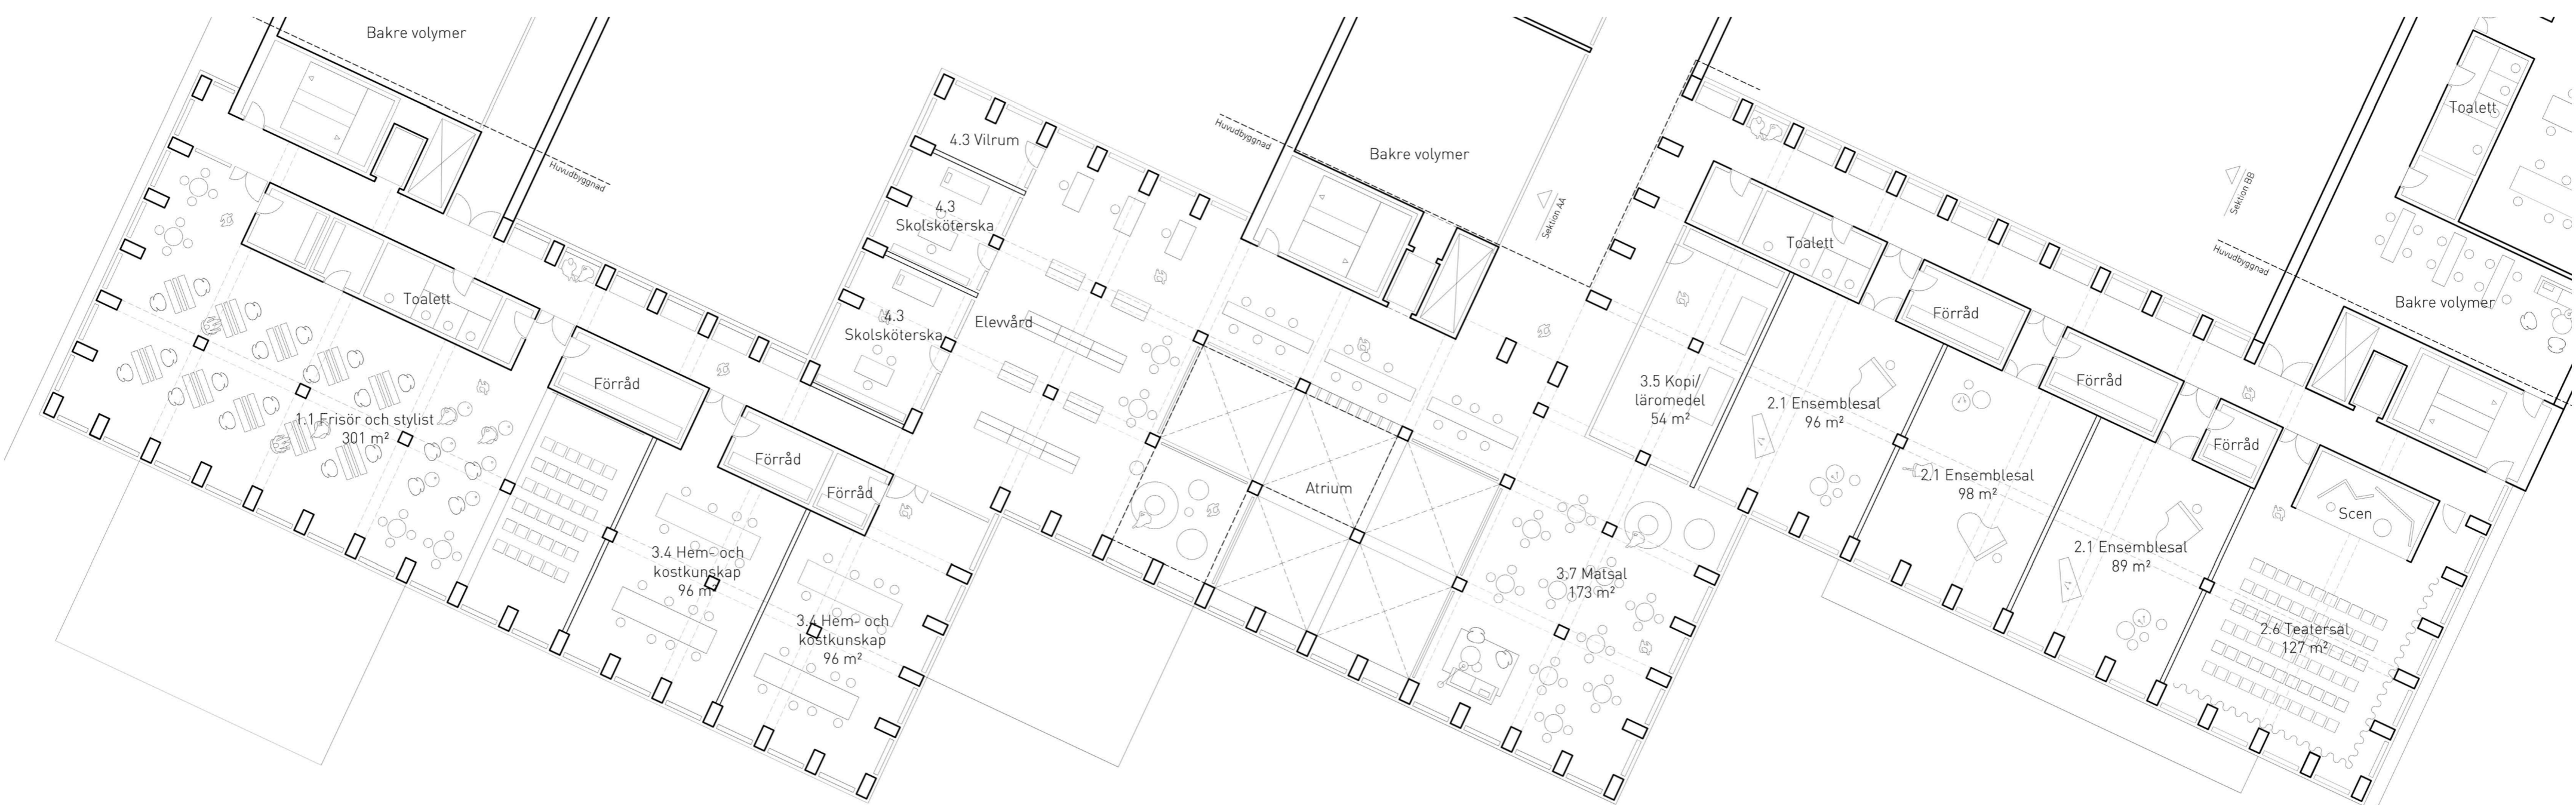 Bakre volymer
Huvudbyggnad
Toalett
1.1 Frisör och stylist
301 m²
Förråd
Förråd
Förråd
3.4 Hem- och
kostkunskap
96 m²
3.4 Hem- och
kostkunskap
96 m²
4.3 Vilrum
4.3
Skolsköterska
4.3
Skolsköterska
Elevvård
Huvudbyggnad
Bakre volymer
Sektion AA
Atrium
3.7 Matsal
173 m²
3.5 Kopi/
läromedel
54 m²
Toalett
2.1 Ensemblesal
96 m²
Förråd
2.1 Ensemblesal
98 m²
Förråd
2.1 Ensemblesal
89 m²
Förråd
Scen
2.6 Teatersal
127 m²
Sektion BB
Huvudbyggnad
Bakre volymer
Toalett